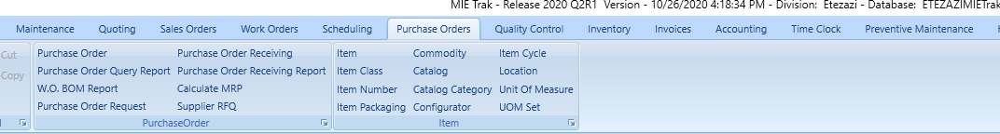 MIE Trak - Release 2020 Q2R1 Version - 10/26/2020 4:18:34 PM - Division: Etezazi - Database: ETEZAZIMIETrak
Maintenance Quoting Sales Orders Work Orders Scheduling Purchase Orders Quality Control Inventory Invoices Accounting Time Clock Preventive Maintenance
Cut Purchase Order Purchase Order Receiving Item Commodity Item Cycle
Copy Purchase Order Query Report Purchase Order Receiving Report Item Class Catalog Location
W.O. BOM Report Calculate MRP Item Number Catalog Category Unit Of Measure
Purchase Order Request Supplier RFQ Item Packaging Configurator UOM Set
PurchaseOrder Item